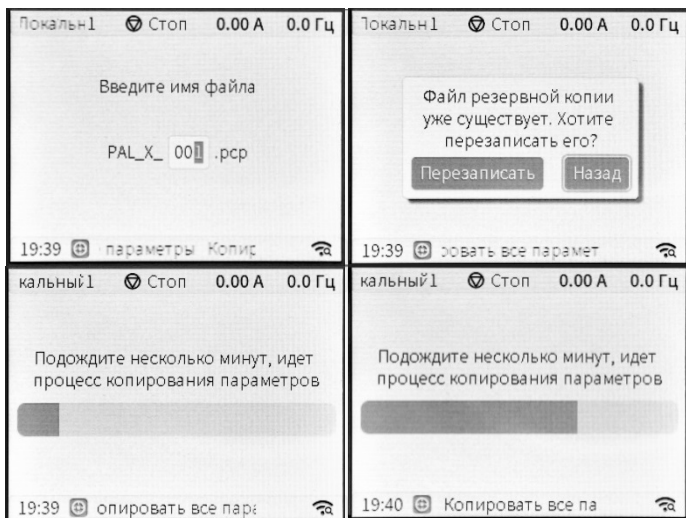 Локальн1 Стоп 0.00 A 0.0 Гц
Введите имя файла
PAL_X_ 001 .pcp
19:39 параметры Копир
Локальн1 Стоп 0.00 A 0.0 Гц
Файл резервной копии
уже существует. Хотите
перезаписать его?
Перезаписать Назад
19:39 ровать все парамет
кальный1 Стоп 0.00 A 0.0 Гц
Подождите несколько минут, идет
процесс копирования параметров
19:39 опировать все пара
кальный1 Стоп 0.00 A 0.0 Гц
Подождите несколько минут, идет
процесс копирования параметров
19:40 Копировать все па